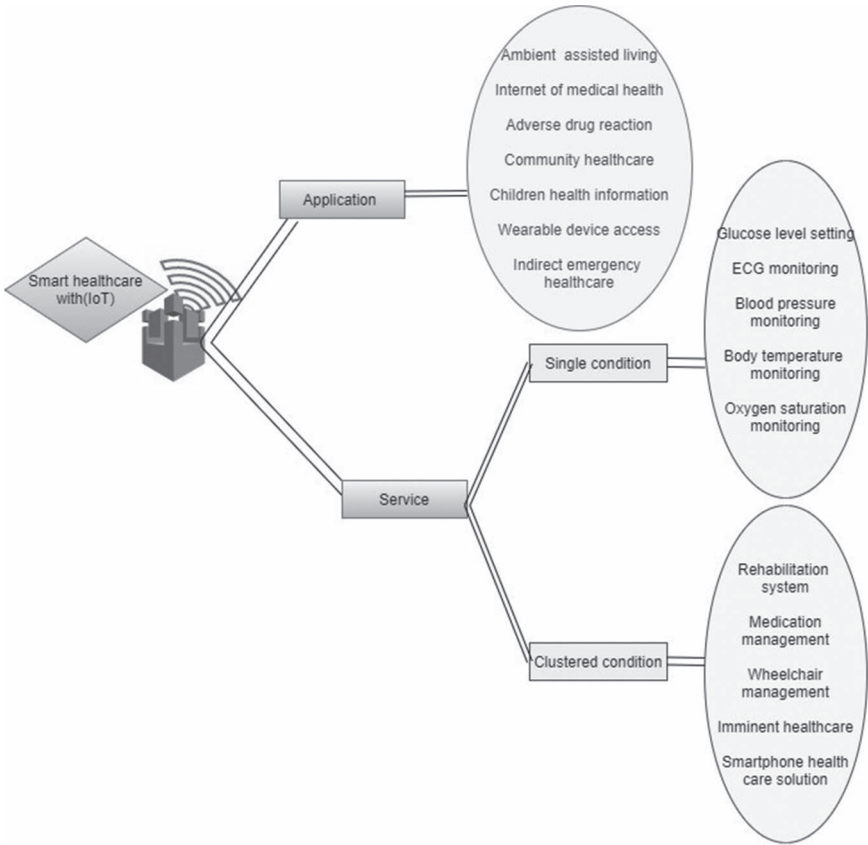 Smart healthcare
with(IoT)
Application
Ambient assisted living
Internet of medical health
Adverse drug reaction
Community healthcare
Children health information
Wearable device access
Indirect emergency
healthcare
Service
Single condition
Glucose level setting
ECG monitoring
Blood pressure
monitoring
Body temperature
monitoring
Oxygen saturation
monitoring
Clustered condition
Rehabilitation
system
Medication
management
Wheelchair
management
Imminent healthcare
Smartphone health
care solution